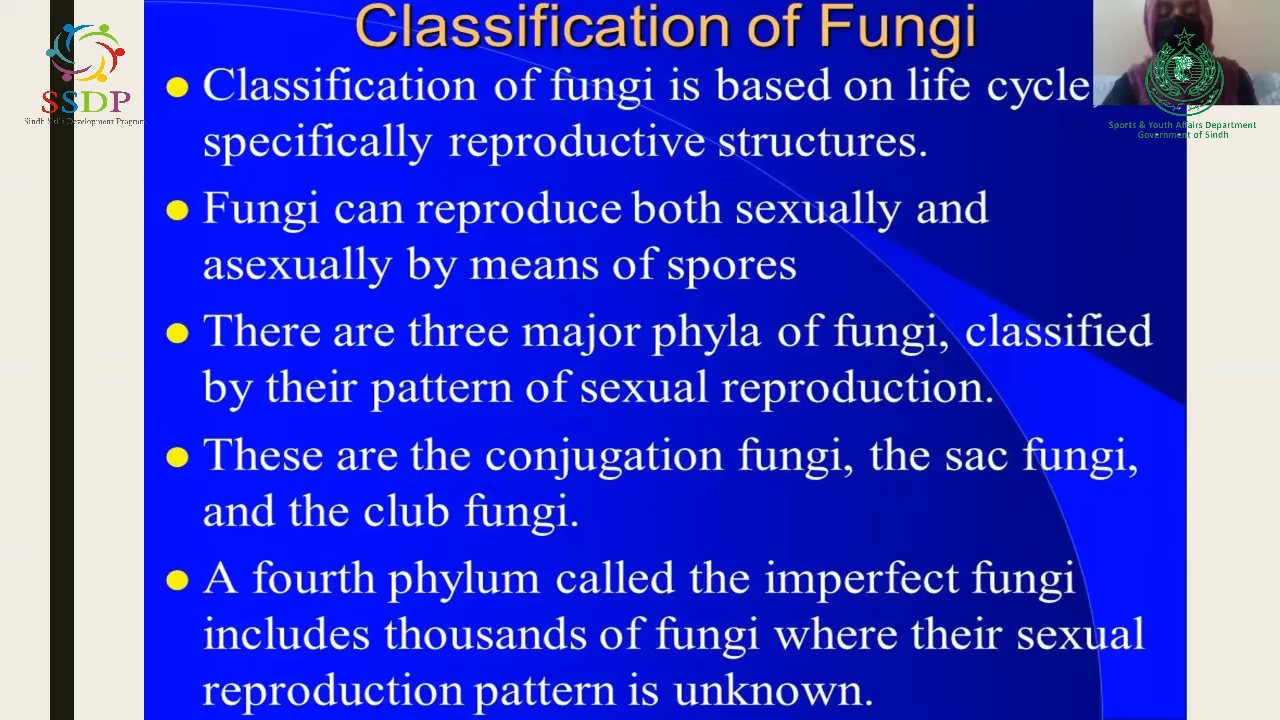 Classification of Fungi
Classification of fungi is based on life cycle,
specifically reproductive structures.
Fungi can reproduce both sexually and
asexually by means of spores
There are three major phyla of fungi, classified
by their pattern of sexual reproduction.
These are the conjugation fungi, the sac fungi,
and the club fungi.
A fourth phylum called the imperfect fungi
includes thousands of fungi where their sexual
reproduction pattern is unknown.
SSDP
Sindh Skills Development Program
Sports & Youth Affairs Department
Government of Sindh